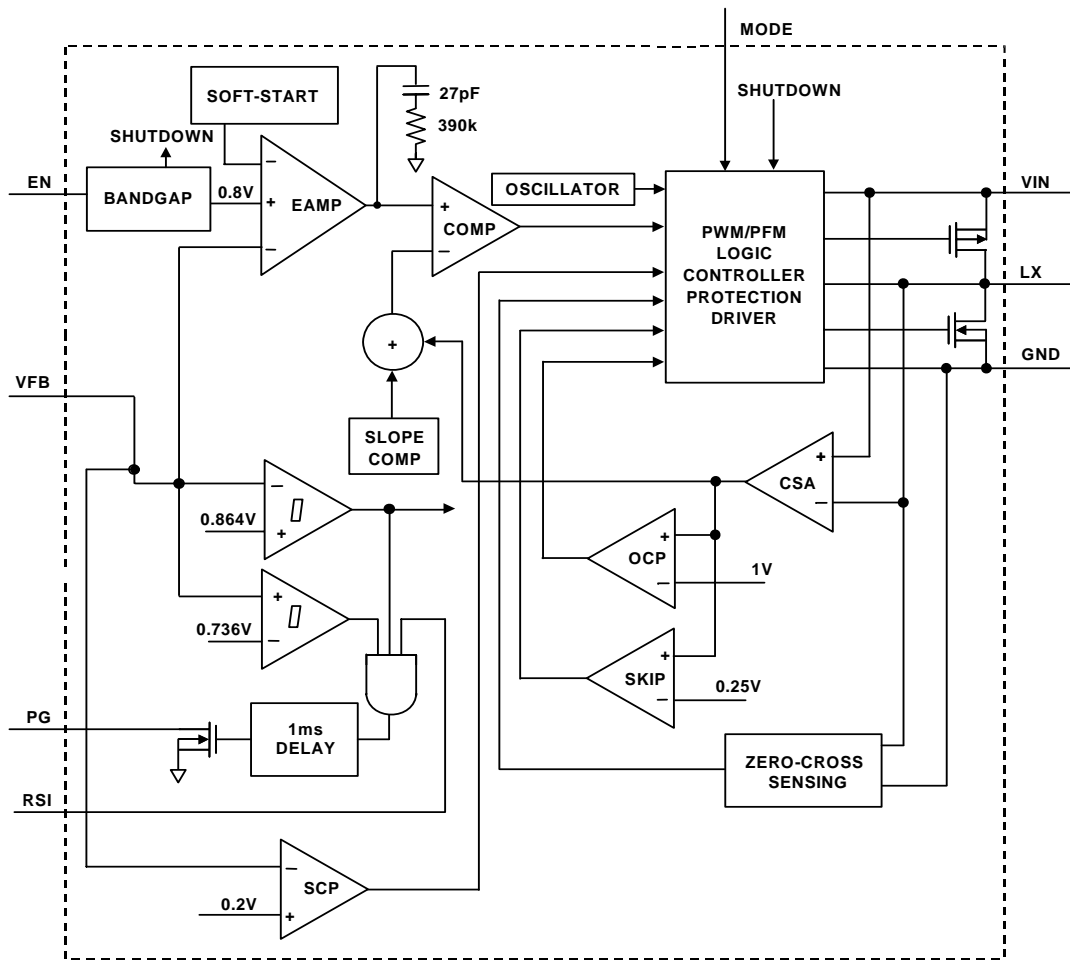 MODE
SOFT-START
27pF
390k
SHUTDOWN
SHUTDOWN
EN
BANDGAP
0.8V
−
+
−
EAMP
+
−
COMP
OSCILLATOR
PWM/PFM
LOGIC
CONTROLLER
PROTECTION
DRIVER
VIN
LX
GND
+
VFB
SLOPE
COMP
+
−
CSA
−
+
0.864V
+
−
OCP
1V
+
−
0.736V
+
−
SKIP
0.25V
PG
1ms
DELAY
ZERO-CROSS
SENSING
RSI
−
+
SCP
0.2V